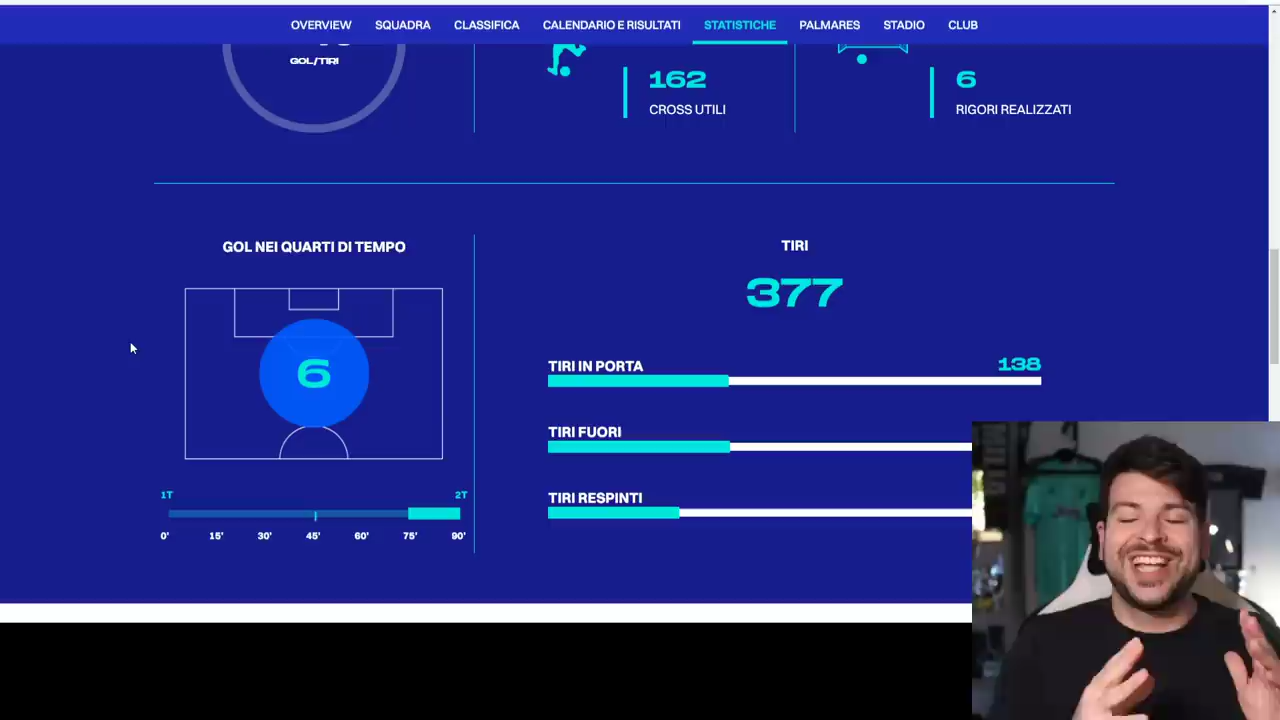 OVERVIEW SQUADRA CLASSIFICA CALENDARIO E RISULTATI STATISTICHE PALMARES STADIO CLUB
GOL/TIRI
162
CROSS UTILI
6
RIGORI REALIZZATI
GOL NEI QUARTI DI TEMPO
6
1T 2T
0' 15' 30' 45' 60' 75' 90'
TIRI
377
TIRI IN PORTA 138
TIRI FUORI
TIRI RESPINTI